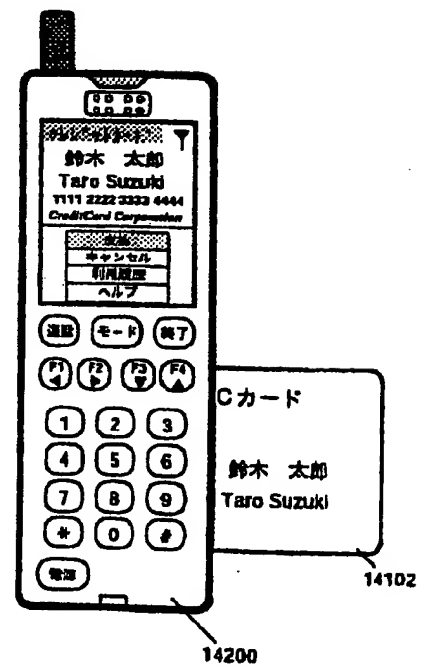 鈴木 太郎
Taro Suzuki
1111 2222 3333 4444
CreditCard Corporation
キャンセル
利用履歴
ヘルプ
モード 終了
F1 F2 F3 F4
1 2 3
4 5 6
7 8 9
* 0 #
電源
Cカード
鈴木 太郎
Taro Suzuki
14102
14200